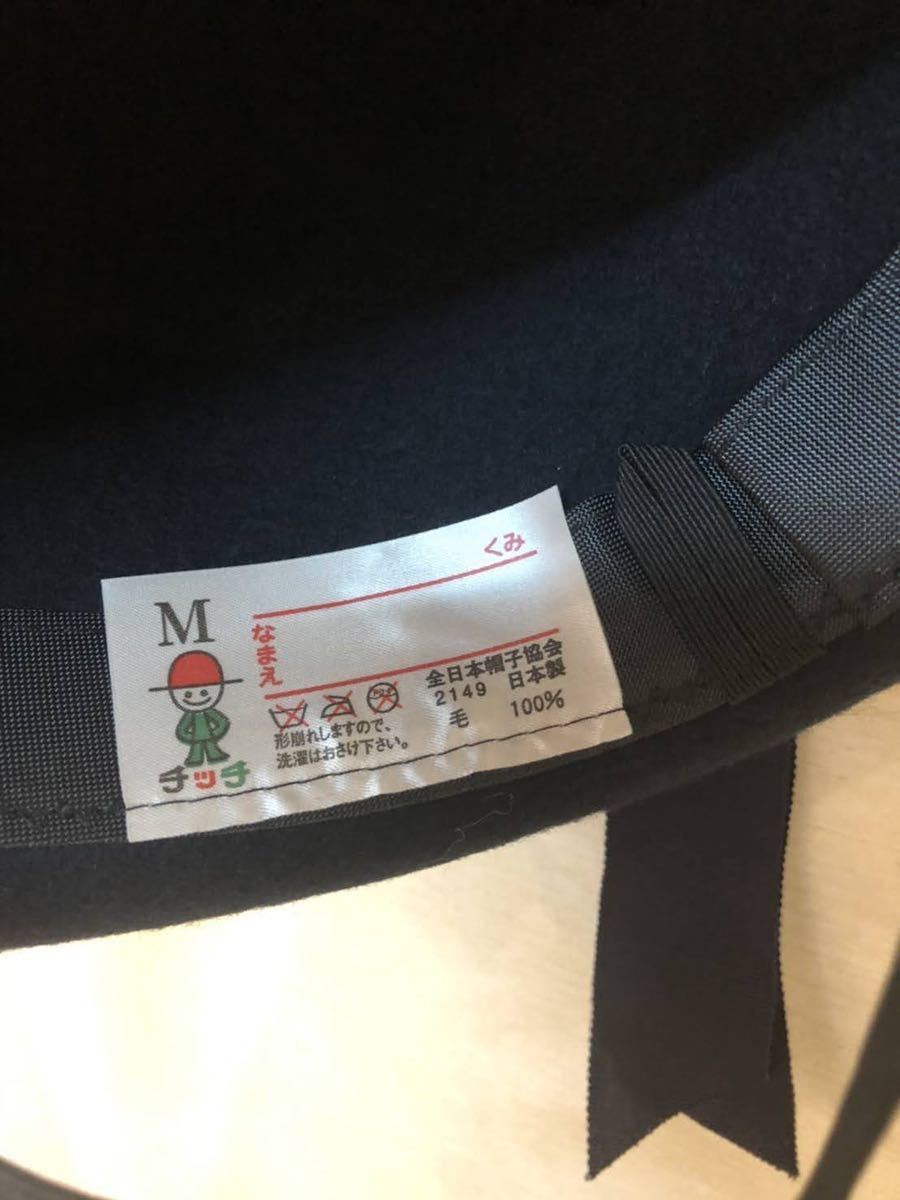 くみ
M
なまえ
全日本帽子協会
2149 日本製
毛 100%
形崩れしますので、
洗濯はおさけ下さい。
チッチ